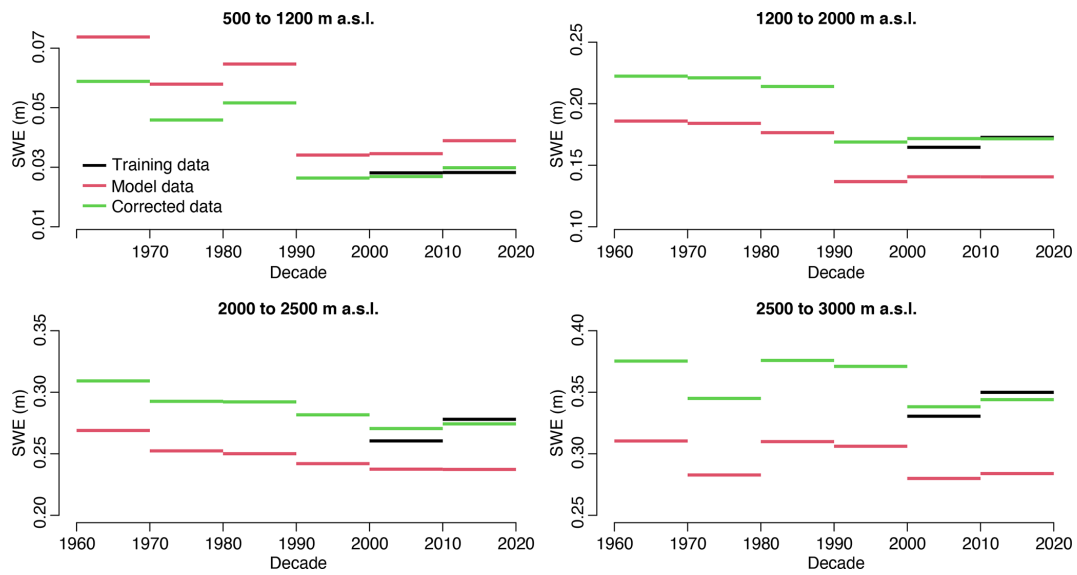 500 to 1200 m a.s.l.
SWE (m)
0.07
0.05
0.03
0.01
Training data
Model data
Corrected data
1970 1980 1990 2000 2010 2020
Decade
1200 to 2000 m a.s.l.
SWE (m)
0.25
0.20
0.15
0.10
1960 1970 1980 1990 2000 2010 2020
Decade
2000 to 2500 m a.s.l.
SWE (m)
0.35
0.30
0.25
0.20
1960 1970 1980 1990 2000 2010 2020
Decade
2500 to 3000 m a.s.l.
SWE (m)
0.40
0.35
0.30
0.25
1960 1970 1980 1990 2000 2010 2020
Decade